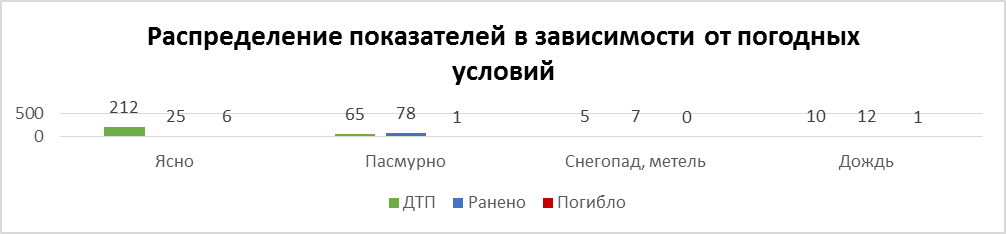 Распределение показателей в зависимости от погодных
условий
500
0
212 25 6 65 78 1 5 7 0 10 12 1
Ясно Пасмурно Снегопад, метель Дождь
ДТП Ранено Погибло